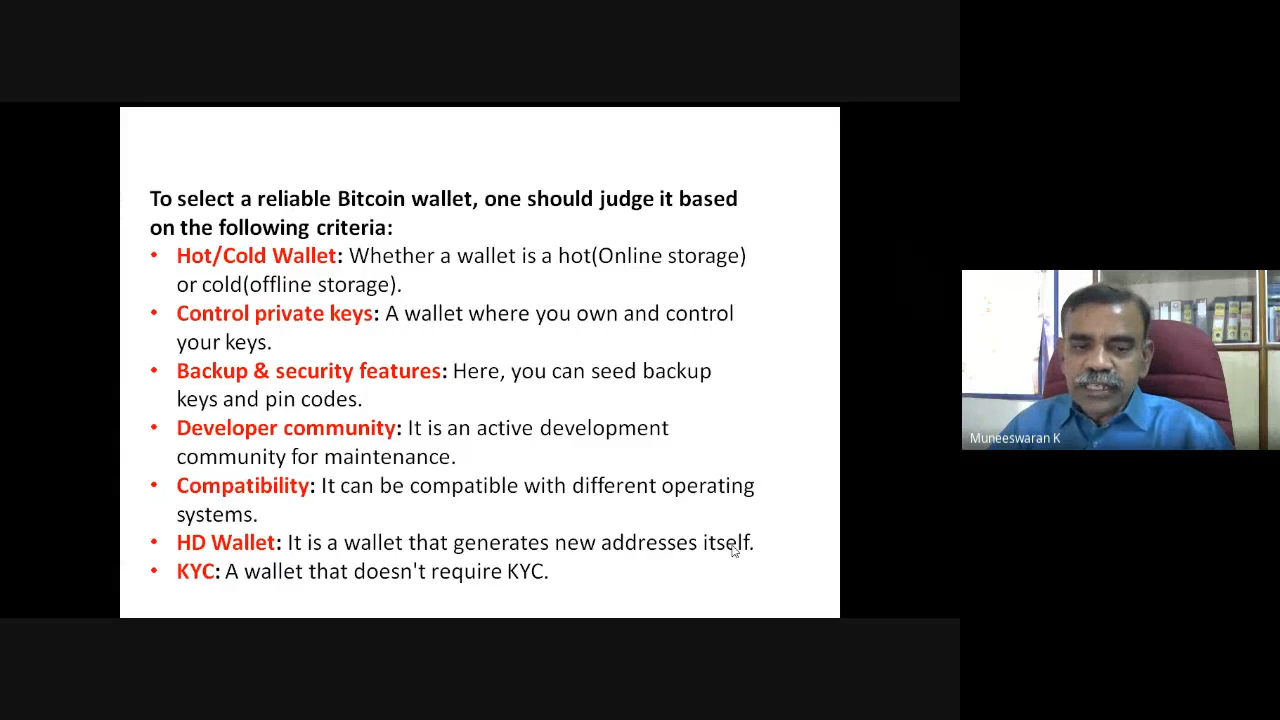 To select a reliable Bitcoin wallet, one should judge it based
on the following criteria:
• Hot/Cold Wallet: Whether a wallet is a hot(Online storage)
or cold(offline storage).
• Control private keys: A wallet where you own and control
your keys.
• Backup & security features: Here, you can seed backup
keys and pin codes.
• Developer community: It is an active development
community for maintenance.
• Compatibility: It can be compatible with different operating
systems.
• HD Wallet: It is a wallet that generates new addresses itself.
• KYC: A wallet that doesn't require KYC.
Muneeswaran K